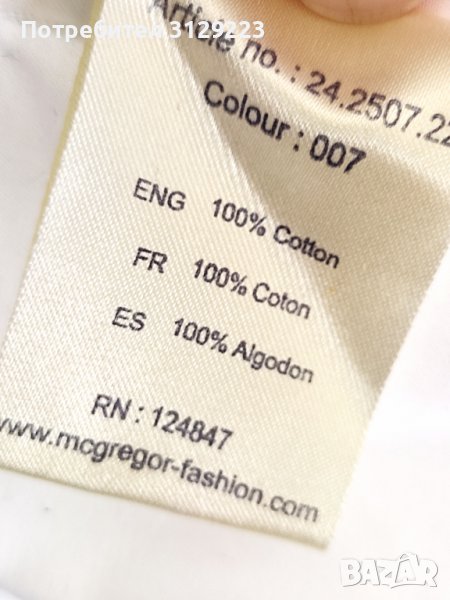 Потребител 3129223
Article no. : 24.2507.22
Colour : 007
ENG 100% Cotton
FR 100% Coton
ES 100% Algodon
RN : 124847
www.mcgregor-fashion.com
BAZAR